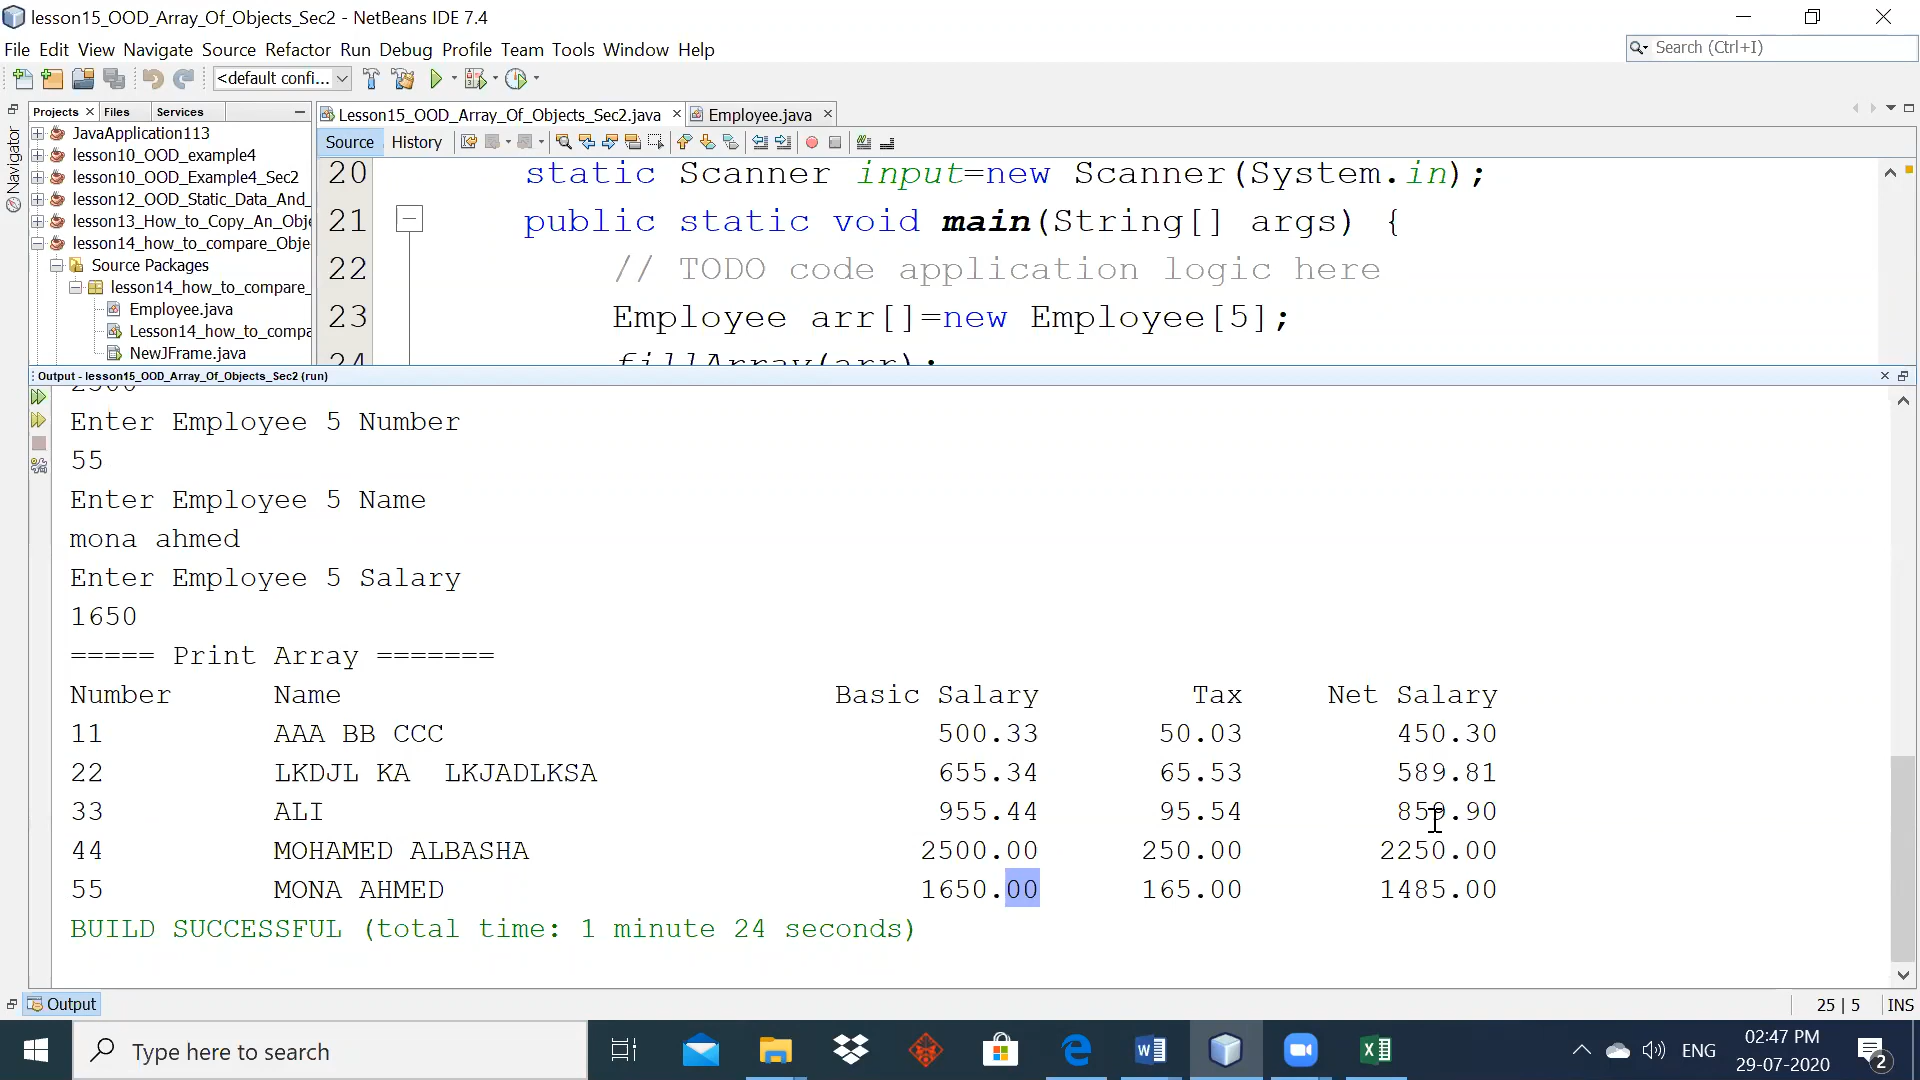 lesson15_OOD_Array_Of_Objects_Sec2 - NetBeans IDE 7.4
File Edit View Navigate Source Refactor Run Debug Profile Team Tools Window Help
Search (Ctrl+I)
<default confi...
Projects Files Services
Navigator
JavaApplication113
lesson10_OOD_example4
lesson10_OOD_Example4_Sec2
lesson12_OOD_Static_Data_And_
lesson13_How_to_Copy_An_Obje
lesson14_how_to_compare_Obje
Source Packages
lesson14_how_to_compare_
Employee.java
Lesson14_how_to_compa
NewJFrame.java
Lesson15_OOD_Array_Of_Objects_Sec2.java Employee.java
Source History
20 static Scanner input=new Scanner(System.in);
21 public static void main(String[] args) {
22 // TODO code application logic here
23 Employee arr[]=new Employee[5];
24 fillArray(arr);
Output - lesson15_OOD_Array_Of_Objects_Sec2 (run)
2500
Enter Employee 5 Number
55
Enter Employee 5 Name
mona ahmed
Enter Employee 5 Salary
1650
===== Print Array =======
Number Name Basic Salary Tax Net Salary
11 AAA BB CCC 500.33 50.03 450.30
22 LKDJL KA  LKJADLKSA 655.34 65.53 589.81
33 ALI 955.44 95.54 859.90
44 MOHAMED ALBASHA 2500.00 250.00 2250.00
55 MONA AHMED 1650.00 165.00 1485.00
BUILD SUCCESSFUL (total time: 1 minute 24 seconds)
Output
25 | 5 INS
Type here to search
ENG
02:47 PM
29-07-2020
2